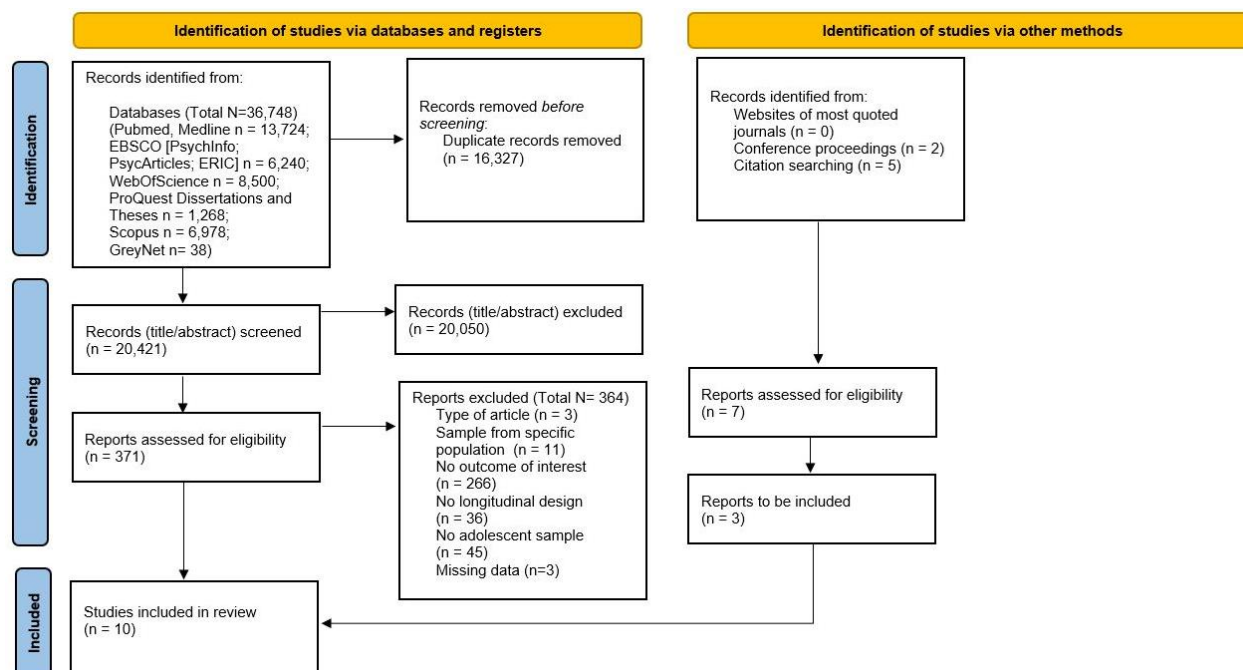 Identification of studies via databases and registers
Identification of studies via other methods
Identification
Records identified from:
Databases (Total N=36,748)
(Pubmed, Medline n = 13,724;
EBSCO [PsychInfo;
PsycArticles; ERIC] n = 6,240;
WebOfScience n = 8,500;
ProQuest Dissertations and
Theses n = 1,268;
Scopus n = 6,978;
GreyNet n= 38)
Records removed before
screening:
Duplicate records removed
(n = 16,327)
Records identified from:
Websites of most quoted
journals (n = 0)
Conference proceedings (n = 2)
Citation searching (n = 5)
Screening
Records (title/abstract) screened
(n = 20,421)
Records (title/abstract) excluded
(n = 20,050)
Reports assessed for eligibility
(n = 371)
Reports excluded (Total N= 364)
Type of article (n = 3)
Sample from specific
population (n = 11)
No outcome of interest
(n = 266)
No longitudinal design
(n = 36)
No adolescent sample
(n = 45)
Missing data (n=3)
Reports assessed for eligibility
(n = 7)
Reports to be included
(n = 3)
Included
Studies included in review
(n = 10)